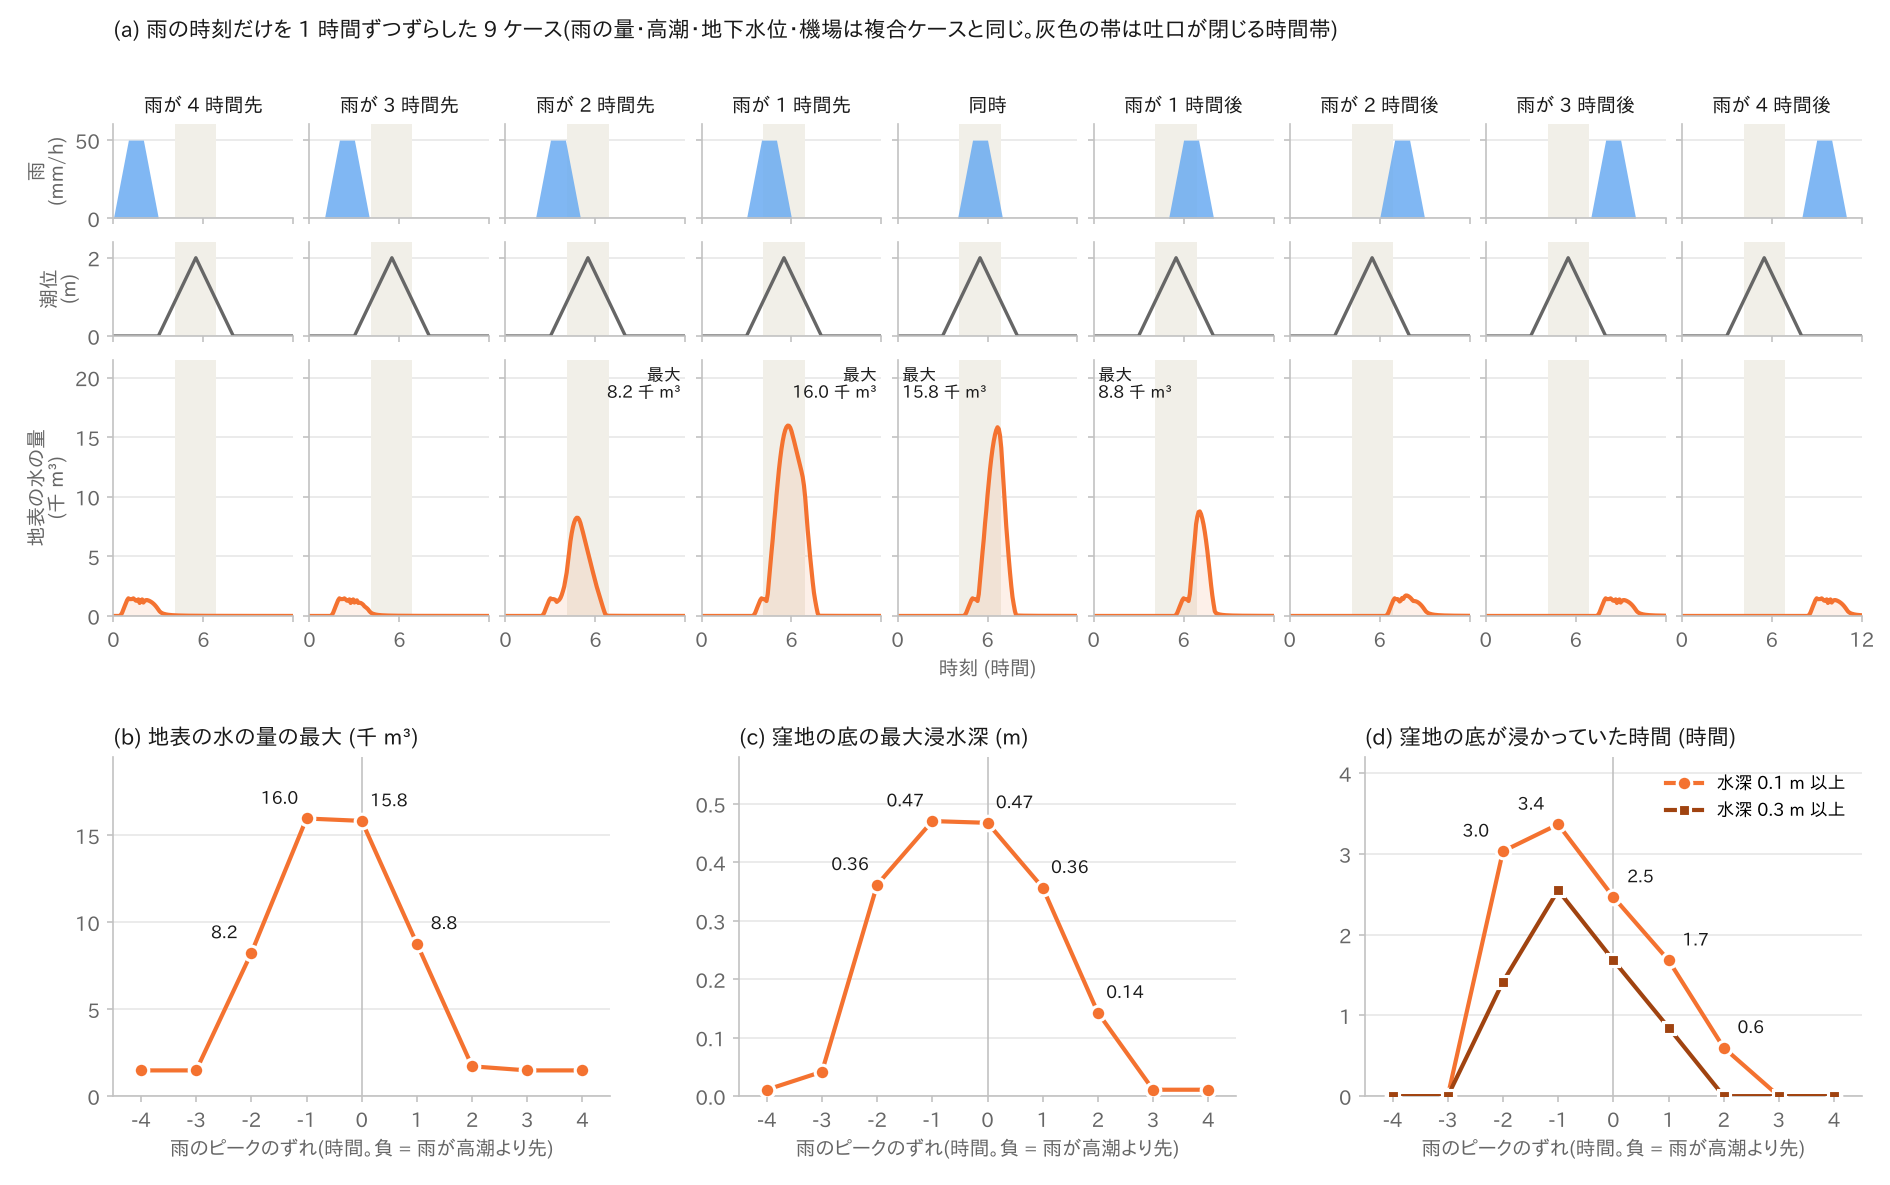 (a) 雨の時刻だけを 1 時間ずつずらした 9 ケース(雨の量・高潮・地下水位・機場は複合ケースと同じ。灰色の帯は吐口が閉じる時間帯)
雨が 4 時間先 雨が 3 時間先 雨が 2 時間先 雨が 1 時間先 同時 雨が 1 時間後 雨が 2 時間後 雨が 3 時間後 雨が 4 時間後
雨
(mm/h)
50
0
潮位
(m)
2
0
地表の水の量
(千 m³)
20
15
10
5
0
最大
8.2 千 m³
最大
16.0 千 m³
最大
15.8 千 m³
最大
8.8 千 m³
0 6 0 6 0 6 0 6 0 6 0 6 0 6 0 6 0 6 12
時刻 (時間)
(b) 地表の水の量の最大 (千 m³)
15
10
5
0
8.2
16.0
15.8
8.8
-4 -3 -2 -1 0 1 2 3 4
雨のピークのずれ(時間。負 = 雨が高潮より先)
(c) 窪地の底の最大浸水深 (m)
0.5
0.4
0.3
0.2
0.1
0.0
0.36
0.47
0.47
0.36
0.14
-4 -3 -2 -1 0 1 2 3 4
雨のピークのずれ(時間。負 = 雨が高潮より先)
(d) 窪地の底が浸かっていた時間 (時間)
水深 0.1 m 以上
水深 0.3 m 以上
4
3
2
1
0
3.0
3.4
2.5
1.7
0.6
-4 -3 -2 -1 0 1 2 3 4
雨のピークのずれ(時間。負 = 雨が高潮より先)